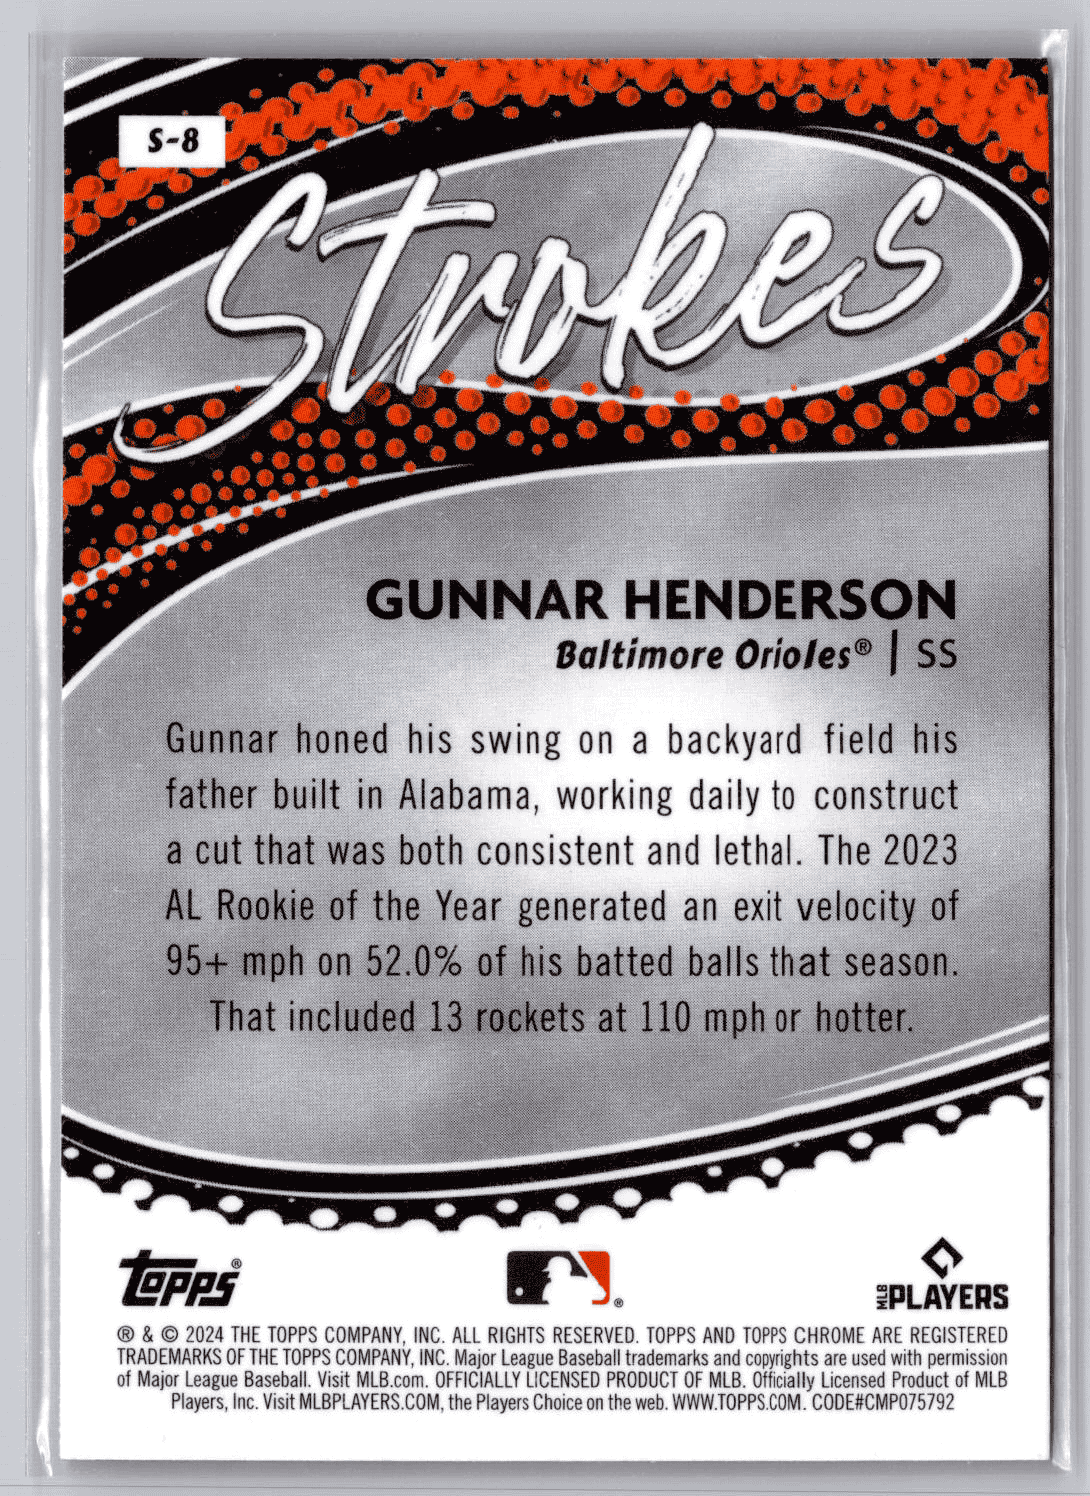 S-8
Strokes
GUNNAR HENDERSON
Baltimore Orioles® | SS
Gunnar honed his swing on a backyard field his
father built in Alabama, working daily to construct
a cut that was both consistent and lethal. The 2023
AL Rookie of the Year generated an exit velocity of
95+ mph on 52.0% of his batted balls that season.
That included 13 rockets at 110 mph or hotter.
TOPPS®
®
MLB PLAYERS
® & © 2024 THE TOPPS COMPANY, INC. ALL RIGHTS RESERVED. TOPPS AND TOPPS CHROME ARE REGISTERED
TRADEMARKS OF THE TOPPS COMPANY, INC. Major League Baseball trademarks and copyrights are used with permission
of Major League Baseball. Visit MLB.com. OFFICIALLY LICENSED PRODUCT OF MLB. Officially Licensed Product of MLB
Players, Inc. Visit MLBPLAYERS.COM, the Players Choice on the web. WWW.TOPPS.COM. CODE#CMP075792